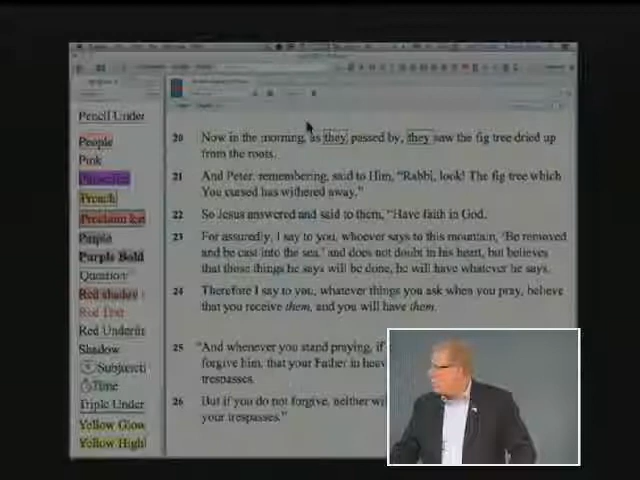 Pencil Under
People
Pink
Preach
Proclaim
Purple
Purple Bold
Question
Red shadow
Red Text
Red Underlin
Shadow
Subjecti
Time
Triple Under
Yellow Glow
Yellow High
20 Now in the morning, as they passed by, they saw the fig tree dried up
from the roots.
21 And Peter, remembering, said to Him, “Rabbi, look! The fig tree which
You cursed has withered away.”
22 So Jesus answered and said to them, “Have faith in God.
23 For assuredly, I say to you, whoever says to this mountain, ‘Be removed
and be cast into the sea,’ and does not doubt in his heart, but believes
that those things he says will be done, he will have whatever he says.
24 Therefore I say to you, whatever things you ask when you pray, believe
that you receive them, and you will have them.
25 “And whenever you stand praying, if
forgive him, that your Father in heav
trespasses.
26 But if you do not forgive, neither wi
your trespasses.”